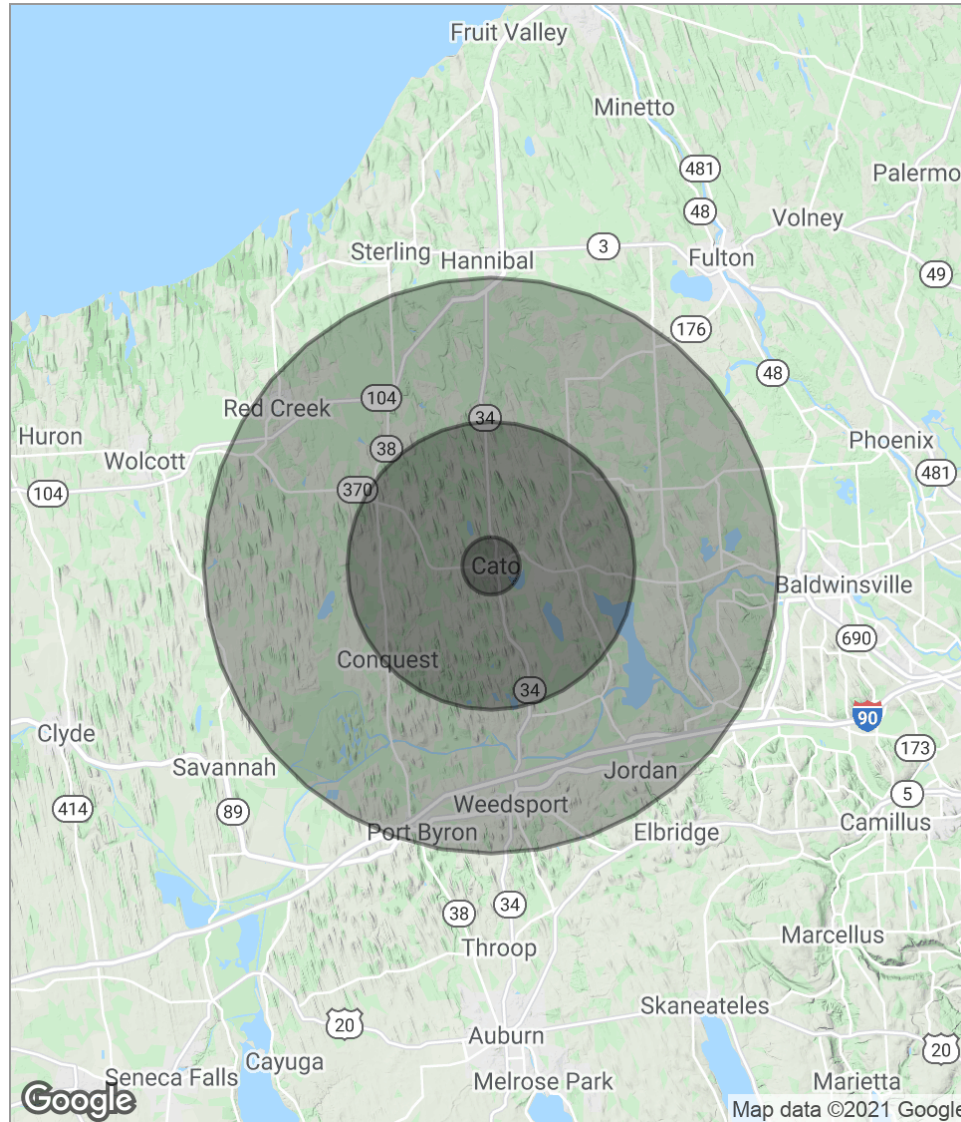 Fruit Valley
Minetto
481
Palermo
48
Volney
Sterling
3
Hannibal
Fulton
49
176
48
104
Red Creek
34
Huron
38
Phoenix
Wolcott
370
481
104
Cato
Baldwinsville
690
Conquest
34
90
Clyde
173
Savannah
Jordan
5
414
89
Weedsport
Camillus
Port Byron
Elbridge
38
34
Marcellus
Throop
Skaneateles
20
Auburn
20
Cayuga
Seneca Falls
Melrose Park
Marietta
Google
Map data ©2021 Google